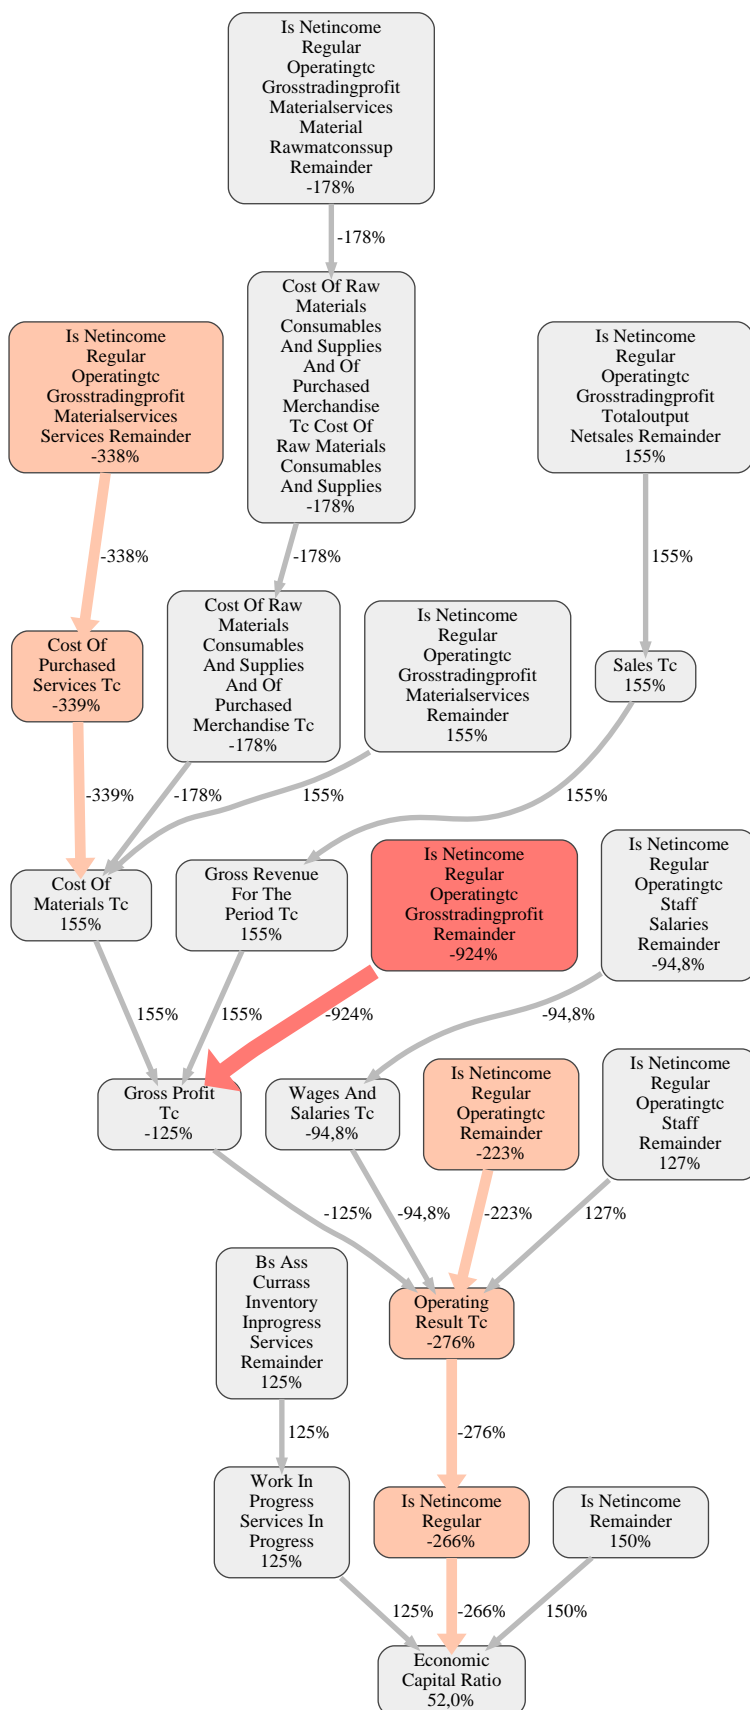 Is Netincome
Regular
Operatingtc
Grosstradingprofit
Materialservices
Material
Rawmatconssup
Remainder
-178%
-178%
Cost Of Raw
Materials
Consumables
And Supplies
And Of
Purchased
Merchandise
Tc Cost Of
Raw Materials
Consumables
And Supplies
-178%
Is Netincome
Regular
Operatingtc
Grosstradingprofit
Materialservices
Services Remainder
-338%
Is Netincome
Regular
Operatingtc
Grosstradingprofit
Totaloutput
Netsales Remainder
155%
-338%
-178%
155%
Cost Of
Purchased
Services Tc
-339%
Cost Of Raw
Materials
Consumables
And Supplies
And Of
Purchased
Merchandise Tc
-178%
Is Netincome
Regular
Operatingtc
Grosstradingprofit
Materialservices
Remainder
155%
Sales Tc
155%
-339%
-178%
155%
155%
Cost Of
Materials Tc
155%
Gross Revenue
For The
Period Tc
155%
Is Netincome
Regular
Operatingtc
Grosstradingprofit
Remainder
-924%
Is Netincome
Regular
Operatingtc
Staff
Salaries
Remainder
-94,8%
155%
155%
-924%
-94,8%
Gross Profit
Tc
-125%
Wages And
Salaries Tc
-94,8%
Is Netincome
Regular
Operatingtc
Remainder
-223%
Is Netincome
Regular
Operatingtc
Staff
Remainder
127%
-125%
-94,8%
-223%
127%
Bs Ass
Currass
Inventory
Inprogress
Services
Remainder
125%
Operating
Result Tc
-276%
125%
-276%
Work In
Progress
Services In
Progress
125%
Is Netincome
Regular
-266%
Is Netincome
Remainder
150%
125%
-266%
150%
Economic
Capital Ratio
52,0%